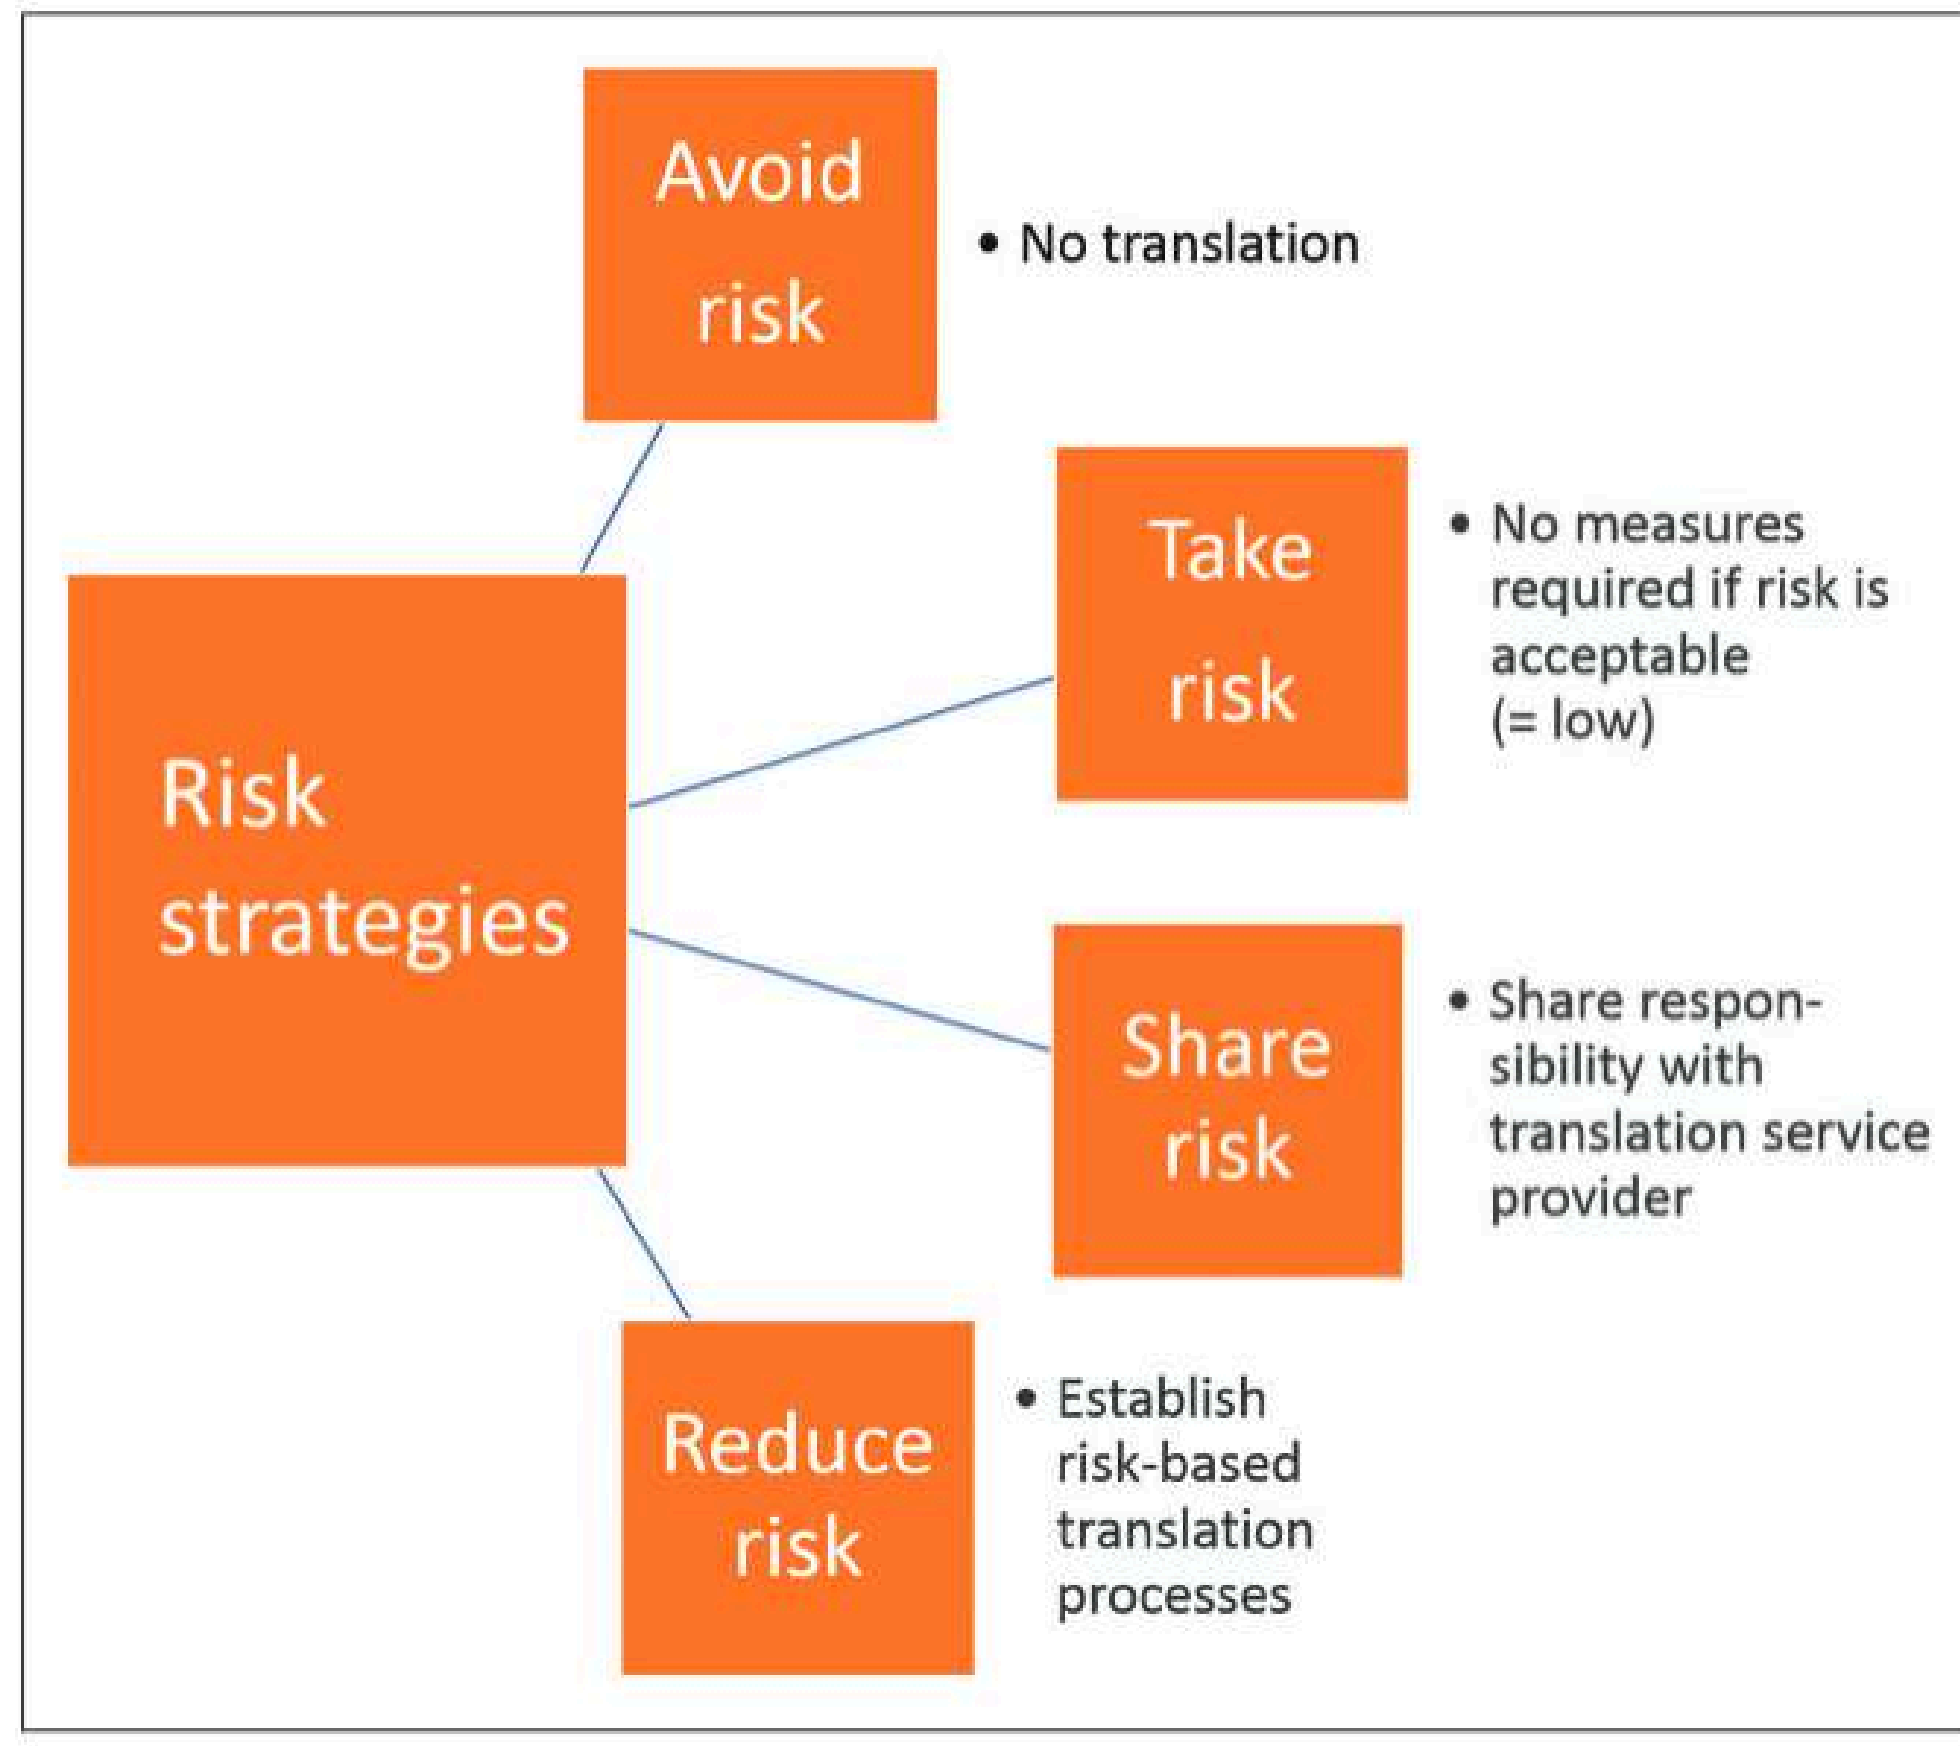 Avoid
risk
• No translation
Take
risk
• No measures
required if risk is
acceptable
(= low)
Risk
strategies
Share
risk
• Share respon-
sibility with
translation service
provider
Reduce
risk
• Establish
risk-based
translation
processes